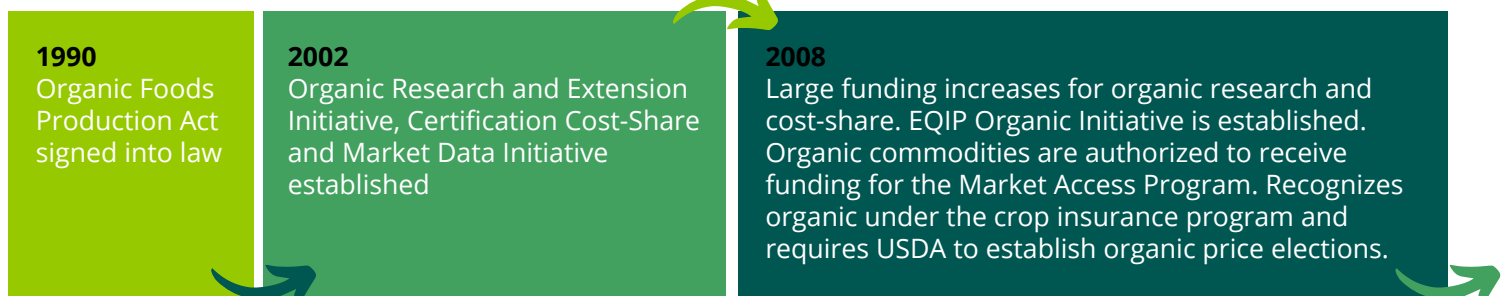 1990
Organic Foods
Production Act
signed into law
2002
Organic Research and Extension
Initiative, Certification Cost-Share
and Market Data Initiative
established
2008
Large funding increases for organic research and
cost-share. EQIP Organic Initiative is established.
Organic commodities are authorized to receive
funding for the Market Access Program. Recognizes
organic under the crop insurance program and
requires USDA to establish organic price elections.